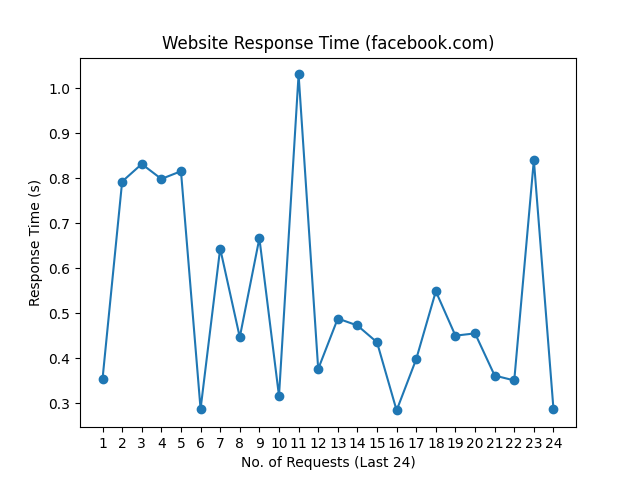 Website Response Time (facebook.com)
1.0
0.9
0.8
0.7
0.6
0.5
0.4
0.3
Response Time (s)
1 2 3 4 5 6 7 8 9 10 11 12 13 14 15 16 17 18 19 20 21 22 23 24
No. of Requests (Last 24)